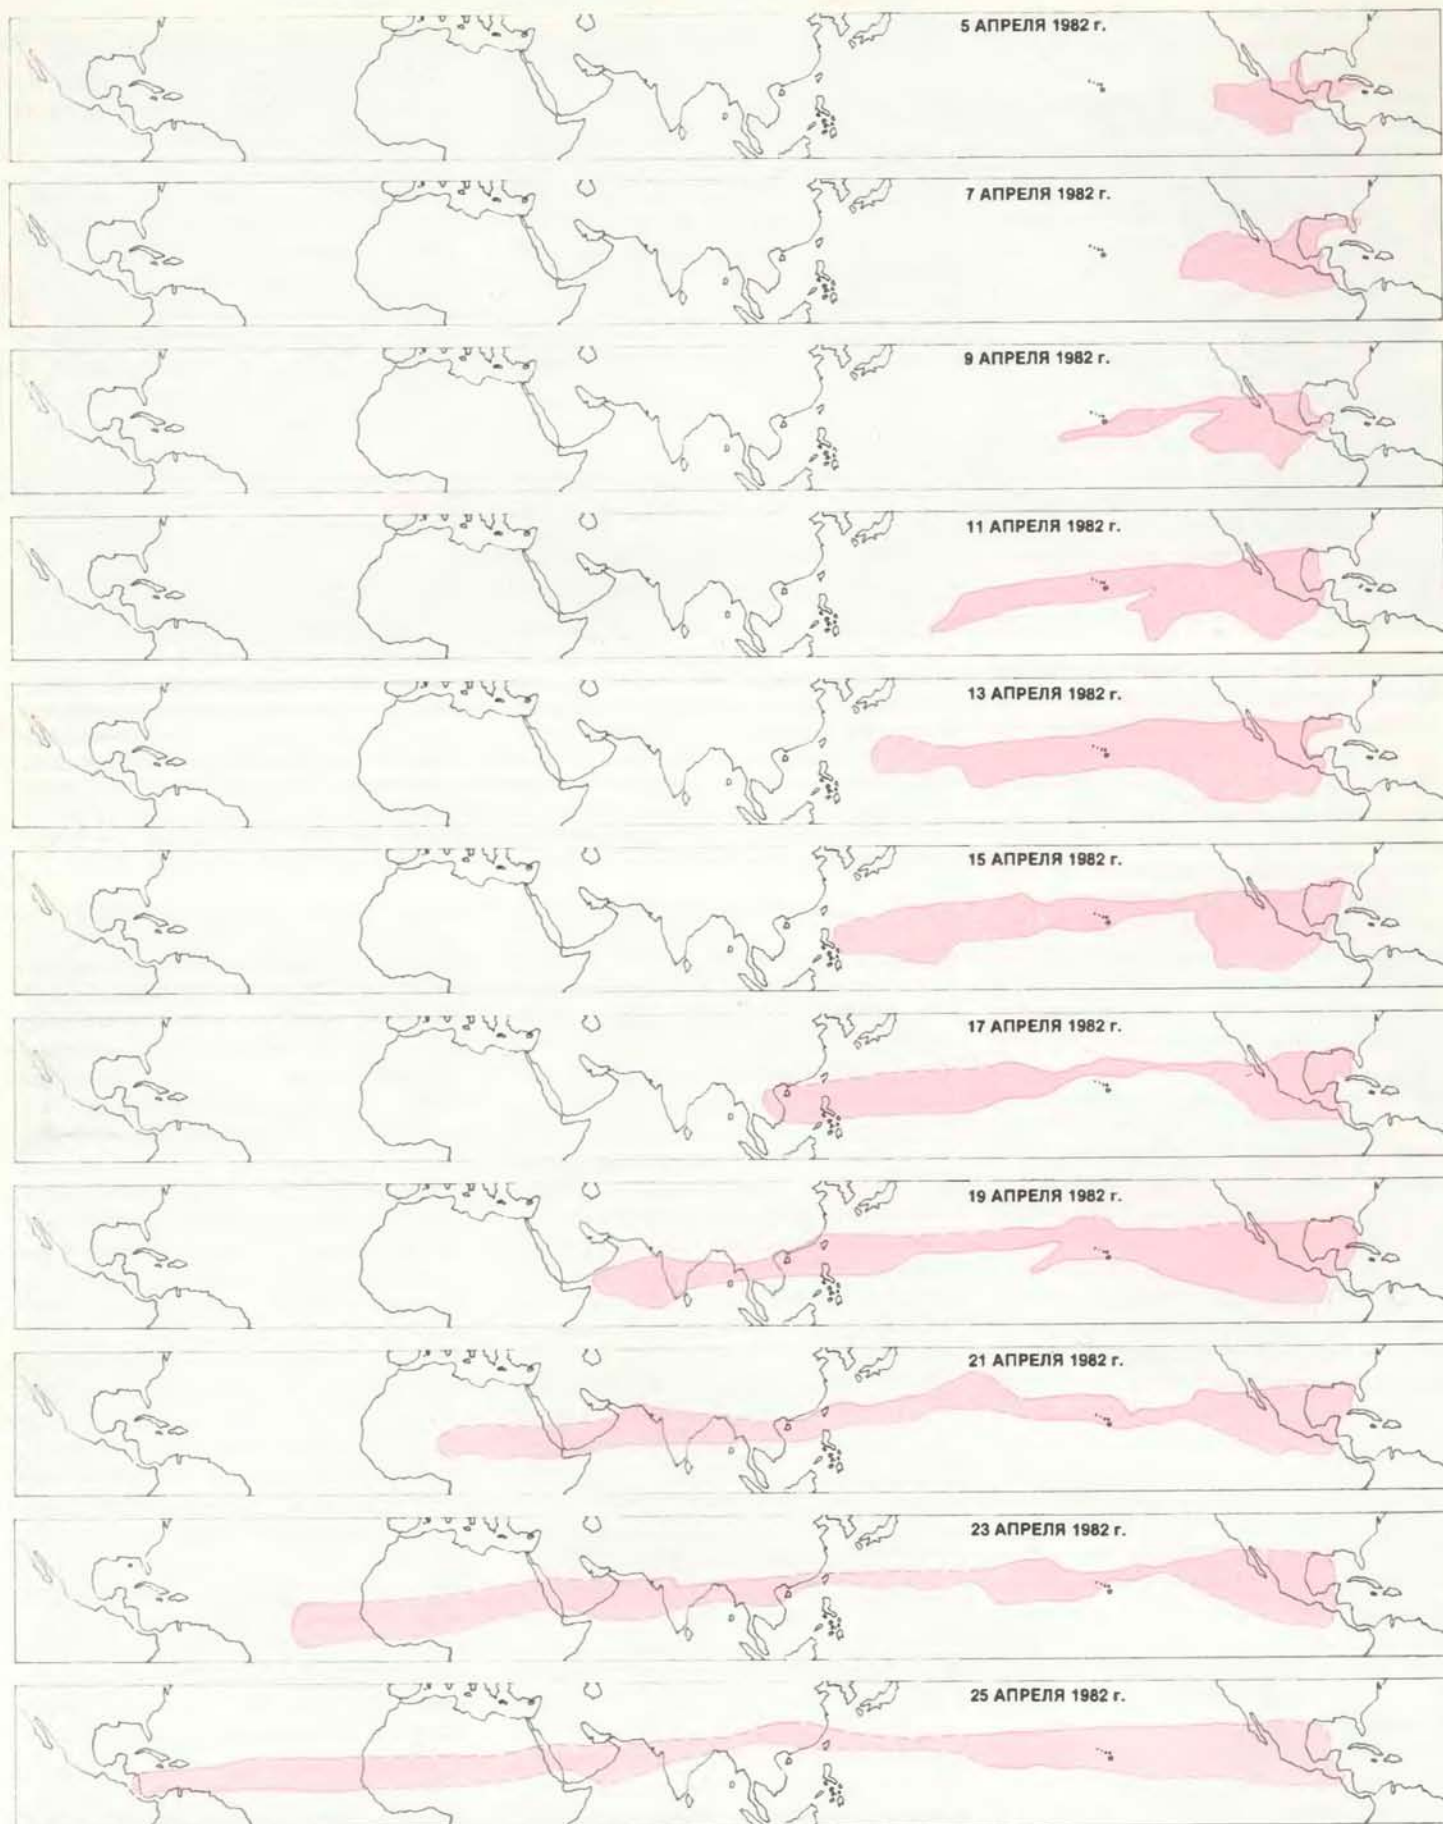 5 АПРЕЛЯ 1982 г.
7 АПРЕЛЯ 1982 г.
9 АПРЕЛЯ 1982 г.
11 АПРЕЛЯ 1982 г.
13 АПРЕЛЯ 1982 г.
15 АПРЕЛЯ 1982 г.
17 АПРЕЛЯ 1982 г.
19 АПРЕЛЯ 1982 г.
21 АПРЕЛЯ 1982 г.
23 АПРЕЛЯ 1982 г.
25 АПРЕЛЯ 1982 г.